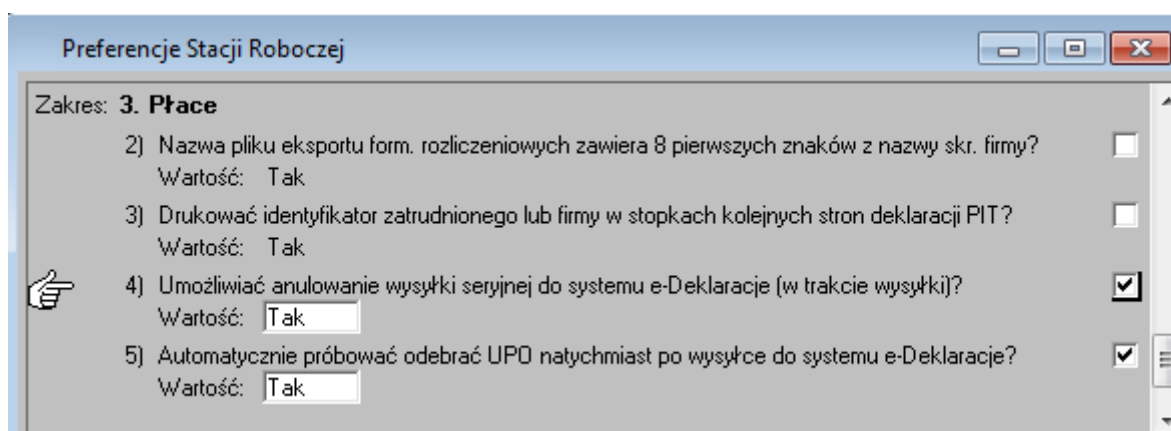 Preferencje Stacji Roboczej
Zakres: 3. Płace
2) Nazwa pliku eksportu form. rozliczeniowych zawiera 8 pierwszych znaków z nazwy skr. firmy?
Wartość: Tak
3) Drukować identyfikator zatrudnionego lub firmy w stopkach kolejnych stron deklaracji PIT?
Wartość: Tak
4) Umożliwiać anulowanie wysyłki seryjnej do systemu e-Deklaracje (w trakcie wysyłki)?
Wartość: Tak
5) Automatycznie próbować odebrać UPO natychmiast po wysyłce do systemu e-Deklaracje?
Wartość: Tak